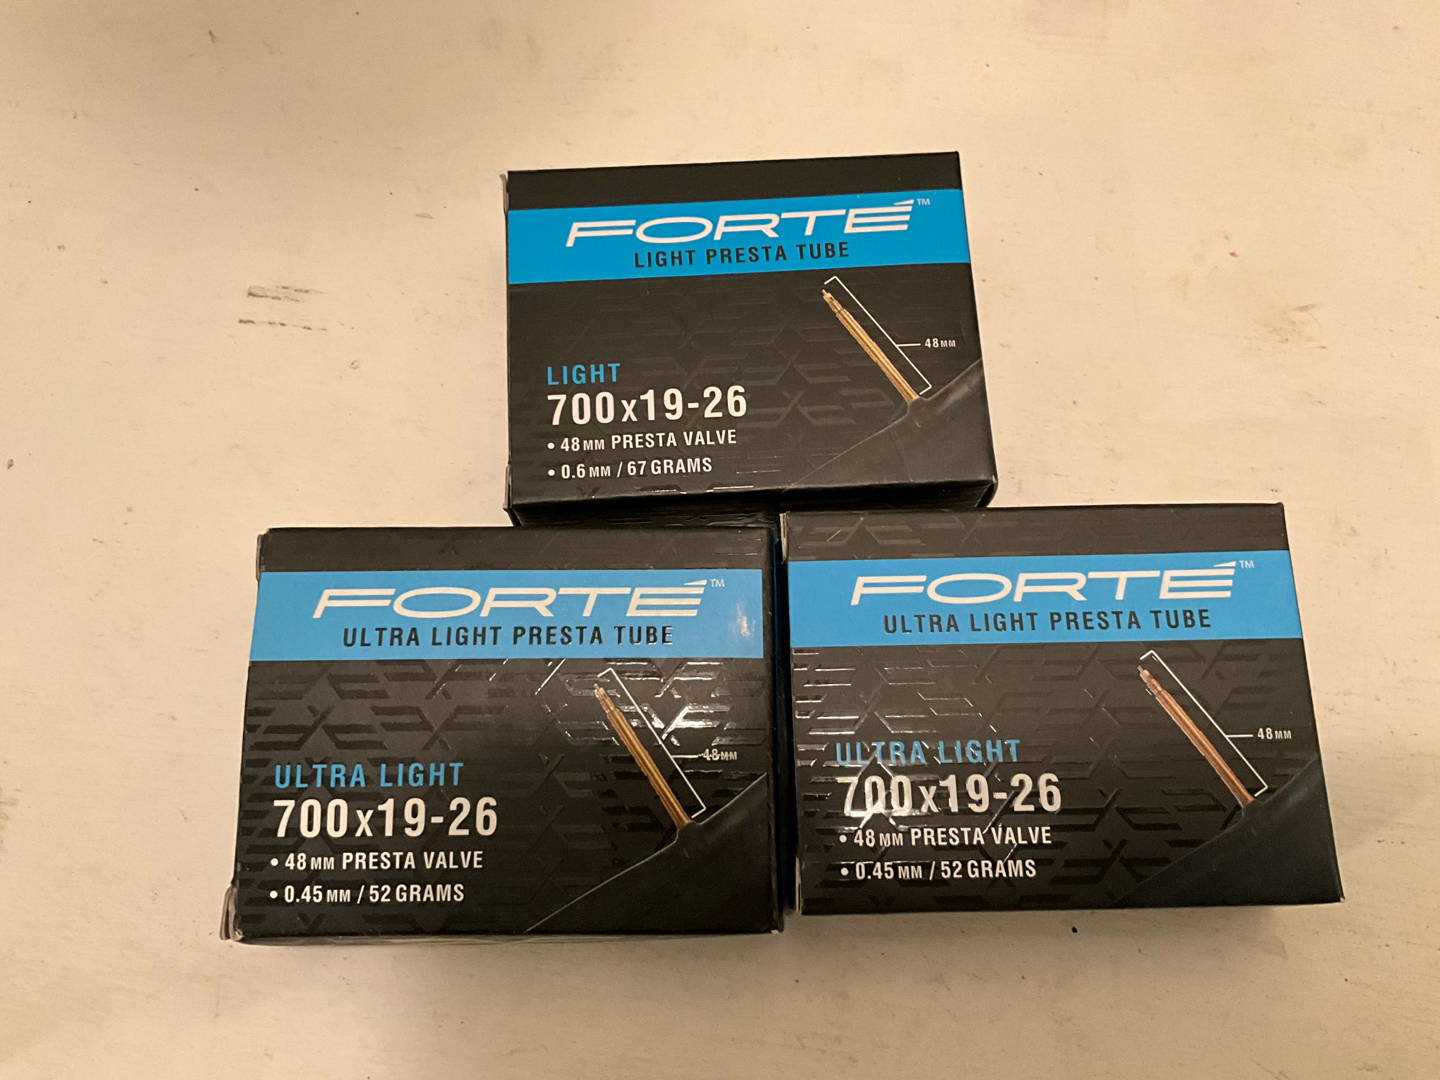 FORTÉ™
LIGHT PRESTA TUBE
48MM
LIGHT
700x19-26
• 48MM PRESTA VALVE
• 0.6MM / 67 GRAMS
FORTÉ™
ULTRA LIGHT PRESTA TUBE
48MM
ULTRA LIGHT
700x19-26
• 48MM PRESTA VALVE
• 0.45MM / 52 GRAMS
FORTÉ™
ULTRA LIGHT PRESTA TUBE
48MM
ULTRA LIGHT
700x19-26
• 48MM PRESTA VALVE
• 0.45MM / 52 GRAMS